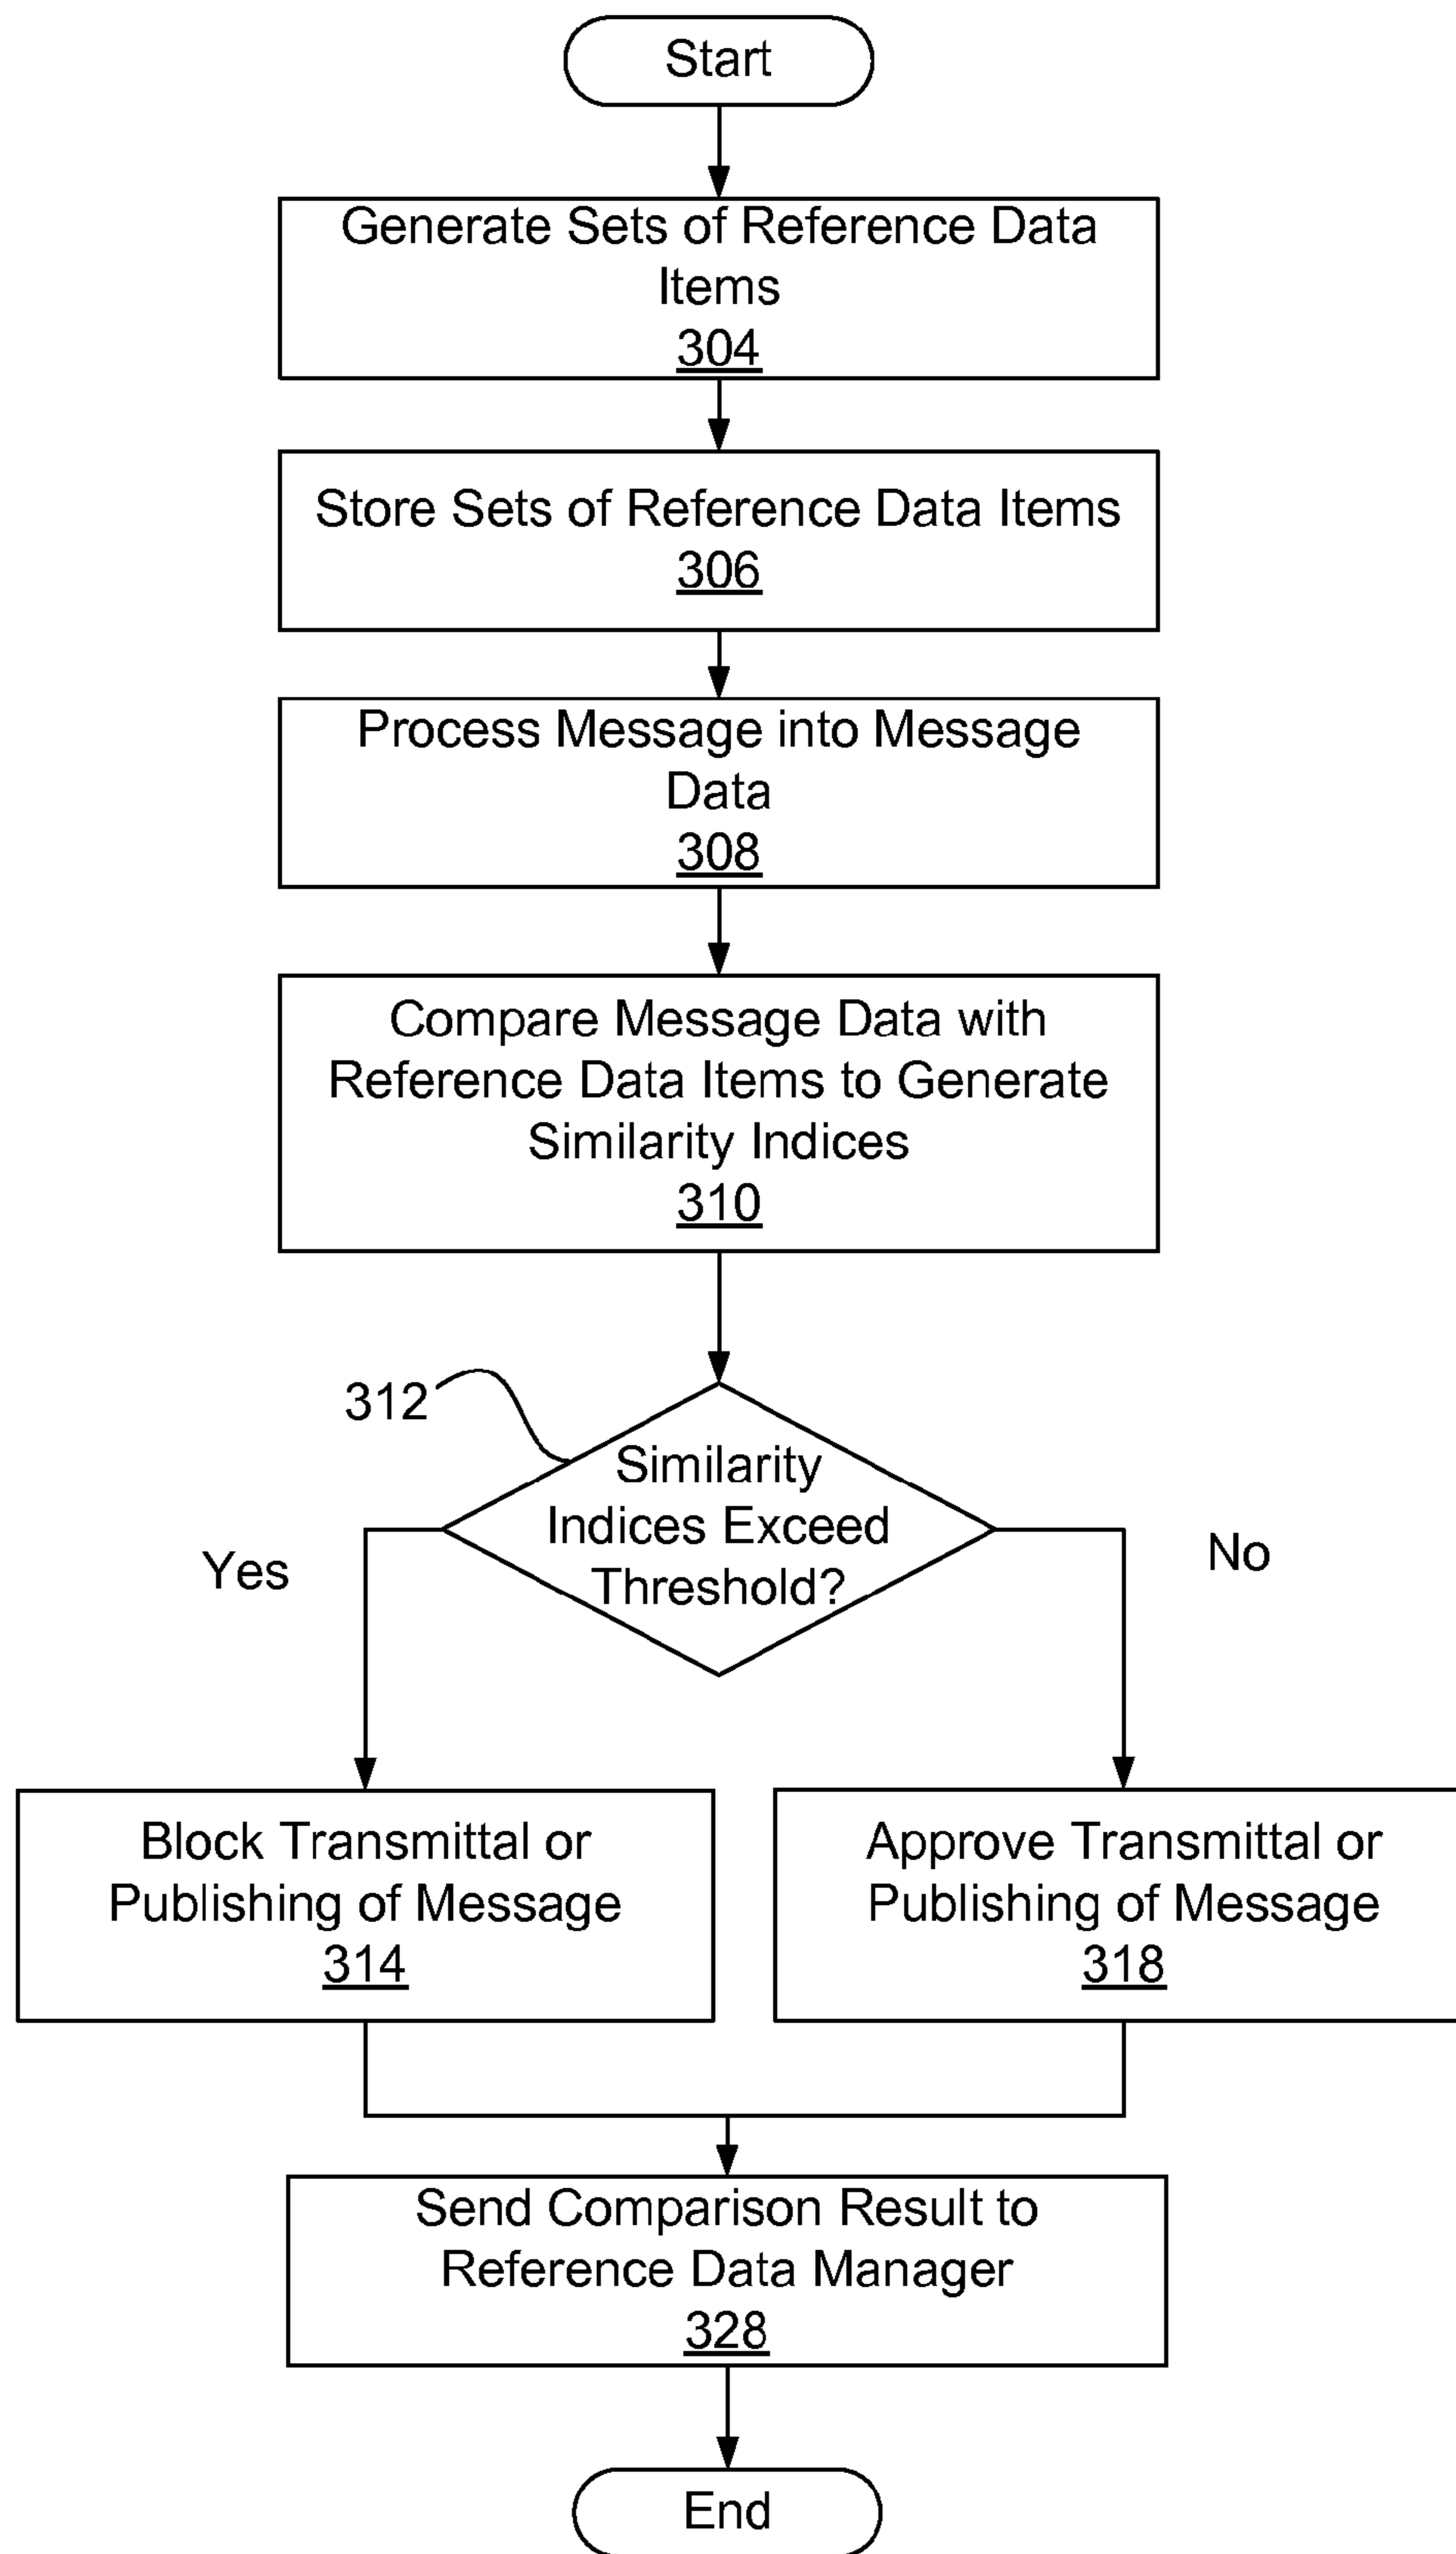 Start
Generate Sets of Reference Data
Items
304
Store Sets of Reference Data Items
306
Process Message into Message
Data
308
Compare Message Data with
Reference Data Items to Generate
Similarity Indices
310
312
Similarity
Indices Exceed
Threshold?
Yes
No
Block Transmittal or
Publishing of Message
314
Approve Transmittal or
Publishing of Message
318
Send Comparison Result to
Reference Data Manager
328
End